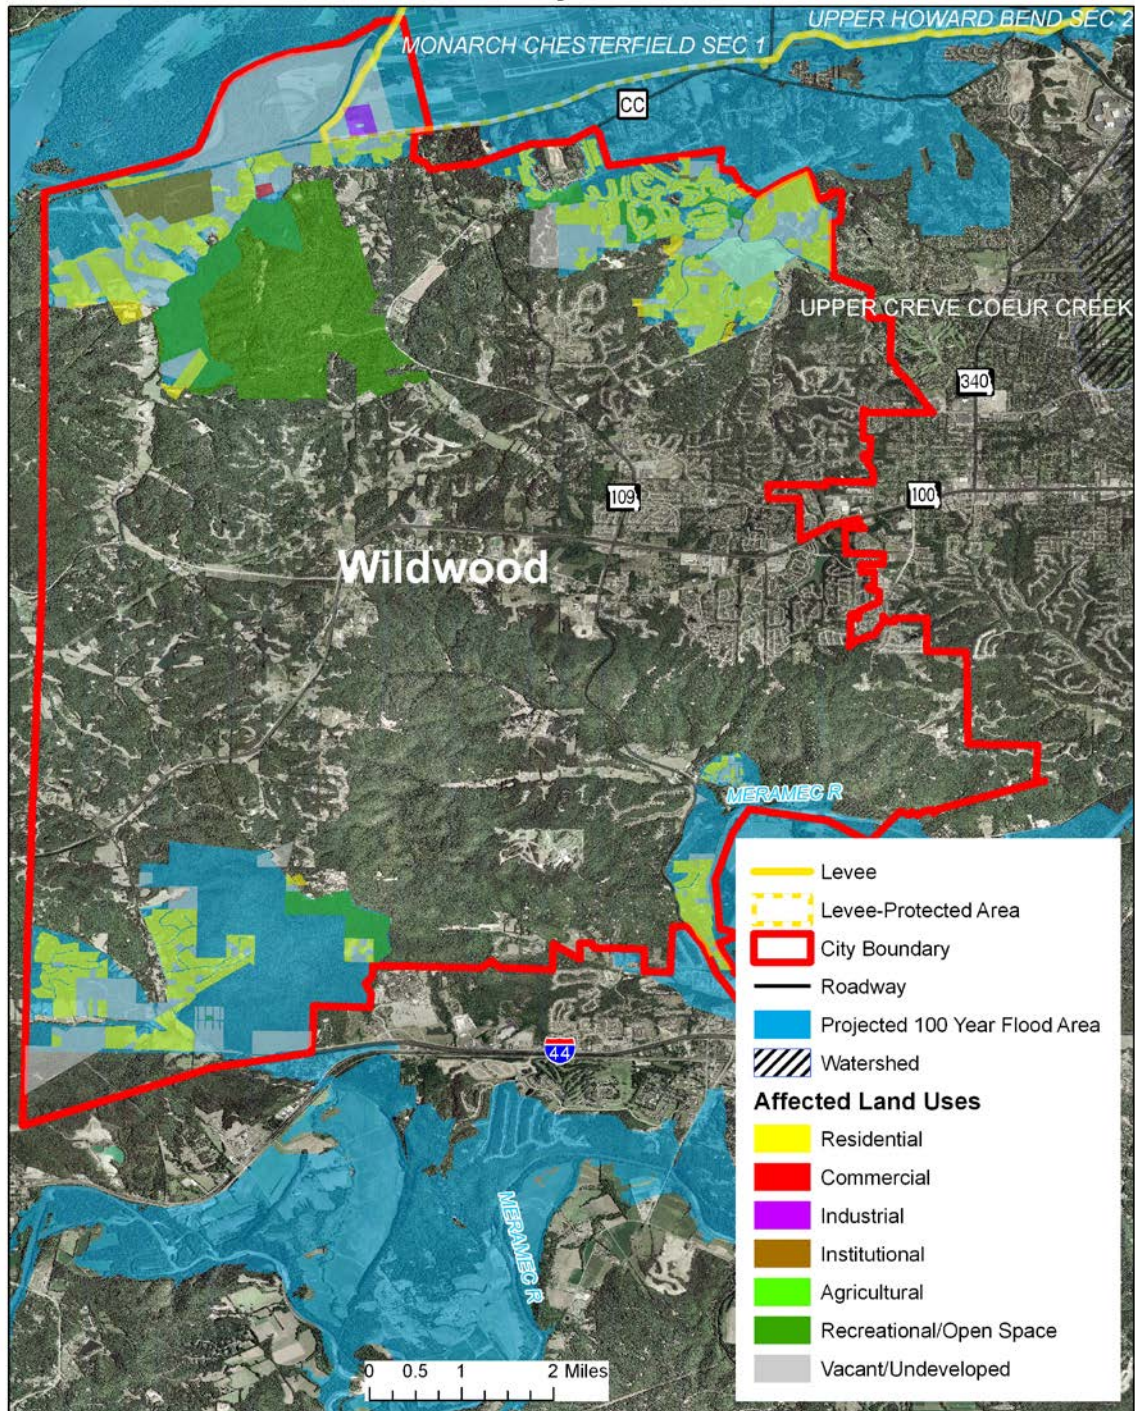 UPPER HOWARD BEND SEC 2
MONARCH CHESTERFIELD SEC 1
CC
UPPER CREVE COEUR CREEK
340
109
100
Wildwood
MERAMEC R
44
MERAMEC R
0 0.5 1 2 Miles
Levee
Levee-Protected Area
City Boundary
Roadway
Projected 100 Year Flood Area
Watershed
Affected Land Uses
Residential
Commercial
Industrial
Institutional
Agricultural
Recreational/Open Space
Vacant/Undeveloped